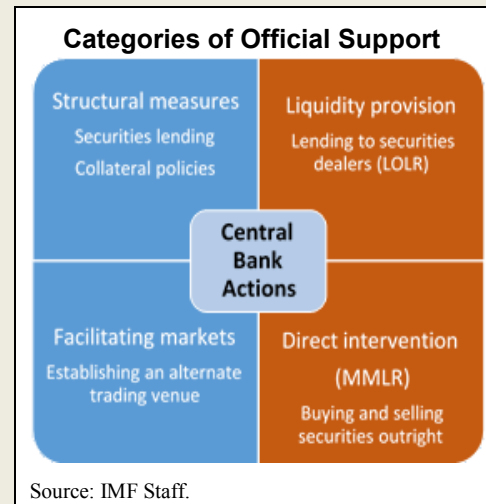 Categories of Official Support
Structural measures
Securities lending
Collateral policies
Liquidity provision
Lending to securities
dealers (LOLR)
Central
Bank
Actions
Facilitating markets
Establishing an alternate
trading venue
Direct intervention
(MMLR)
Buying and selling
securities outright
Source: IMF Staff.